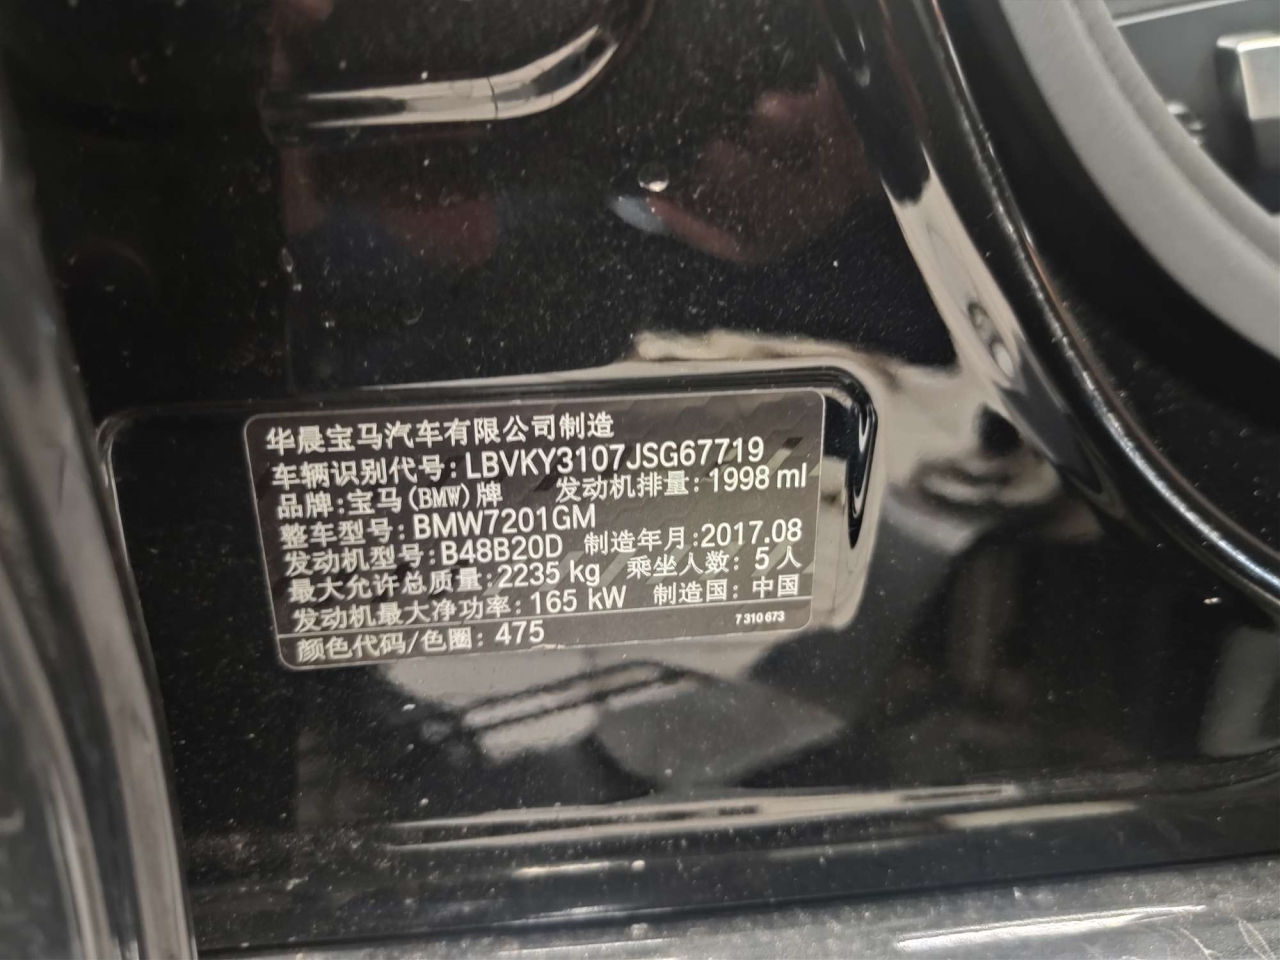 华晨宝马汽车有限公司制造
车辆识别代号: LBVKY3107JSG67719
品牌: 宝马(BMW)牌 发动机排量: 1998 ml
整车型号: BMW7201GM
发动机型号: B48B20D 制造年月: 2017.08
最大允许总质量: 2235 kg 乘坐人数: 5 人
发动机最大净功率: 165 kW 制造国: 中国
7310673
颜色代码/色圈: 475